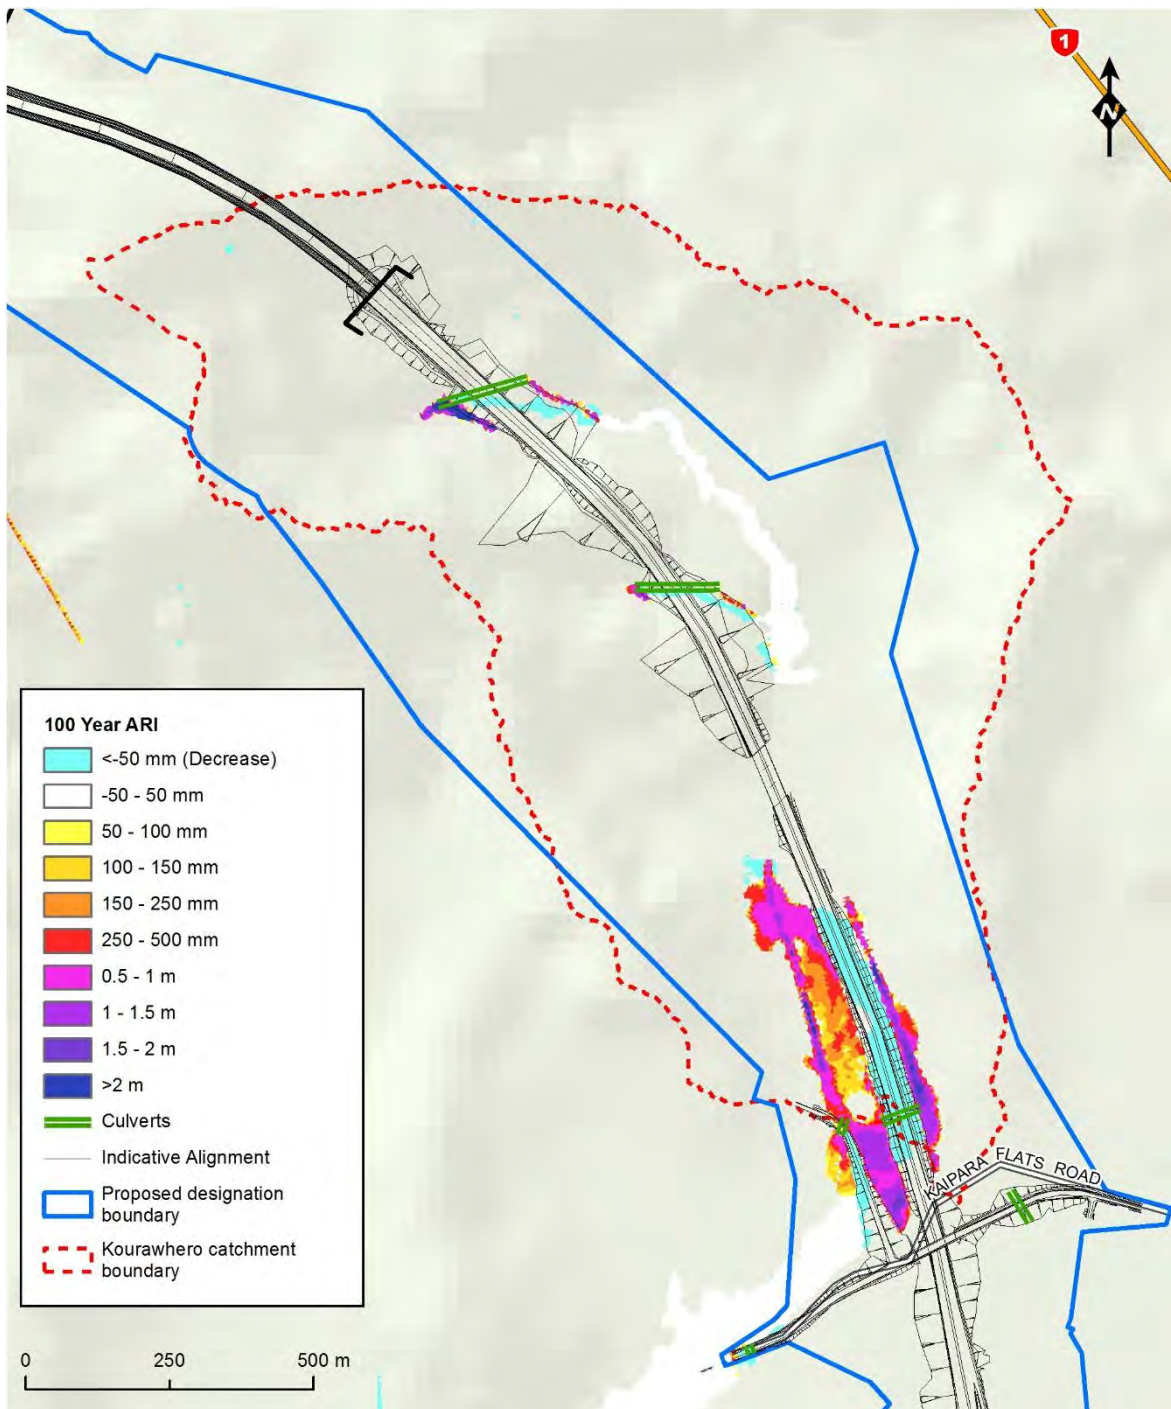 1
N
100 Year ARI
<-50 mm (Decrease)
-50 - 50 mm
50 - 100 mm
100 - 150 mm
150 - 250 mm
250 - 500 mm
0.5 - 1 m
1 - 1.5 m
1.5 - 2 m
>2 m
Culverts
Indicative Alignment
Proposed designation
boundary
Kourawhero catchment
boundary
KAIPARA FLATS ROAD
0 250 500 m